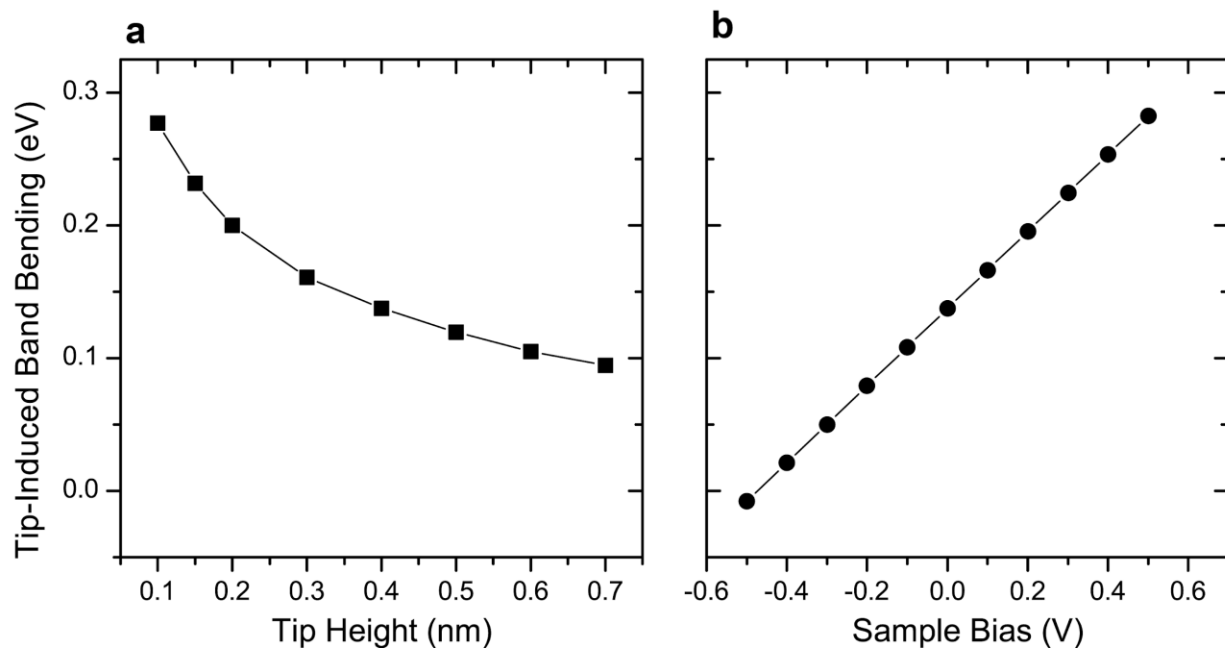 a
b
Tip-Induced Band Bending (eV)
0.3
0.2
0.1
0.0
0.1 0.2 0.3 0.4 0.5 0.6 0.7
Tip Height (nm)
-0.6 -0.4 -0.2 0.0 0.2 0.4 0.6
Sample Bias (V)